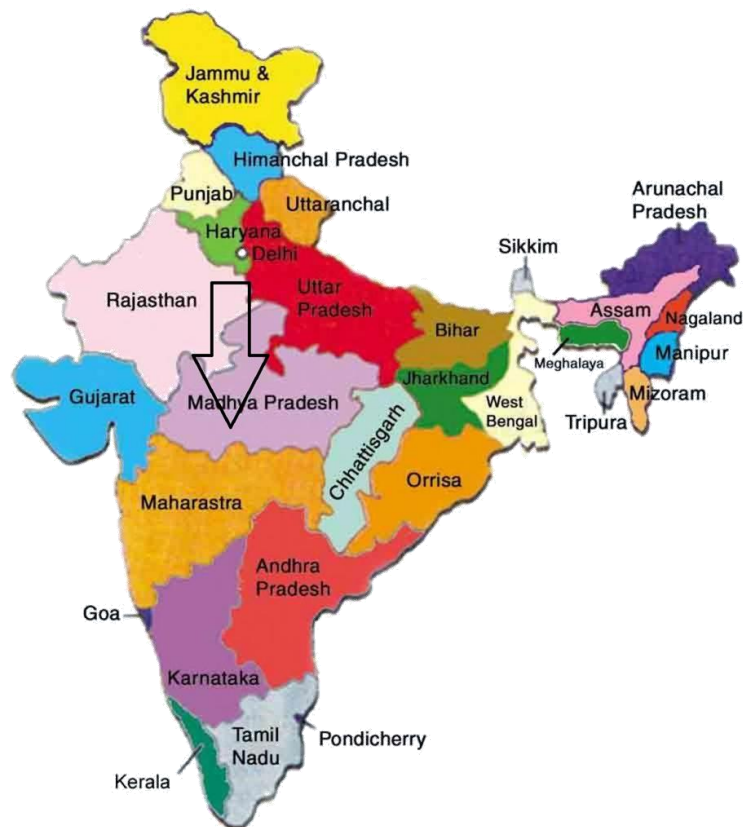 Jammu &
Kashmir
Himanchal Pradesh
Punjab
Uttaranchal
Haryana
Delhi
Arunachal
Pradesh
Sikkim
Rajasthan
Uttar
Pradesh
Bihar
Assam
Nagaland
Meghalaya
Manipur
Gujarat
Madhya Pradesh
Jharkhand
West
Bengal
Tripura
Mizoram
Chhattisgarh
Orrisa
Maharastra
Andhra
Pradesh
Goa
Karnataka
Tamil
Nadu
Pondicherry
Kerala